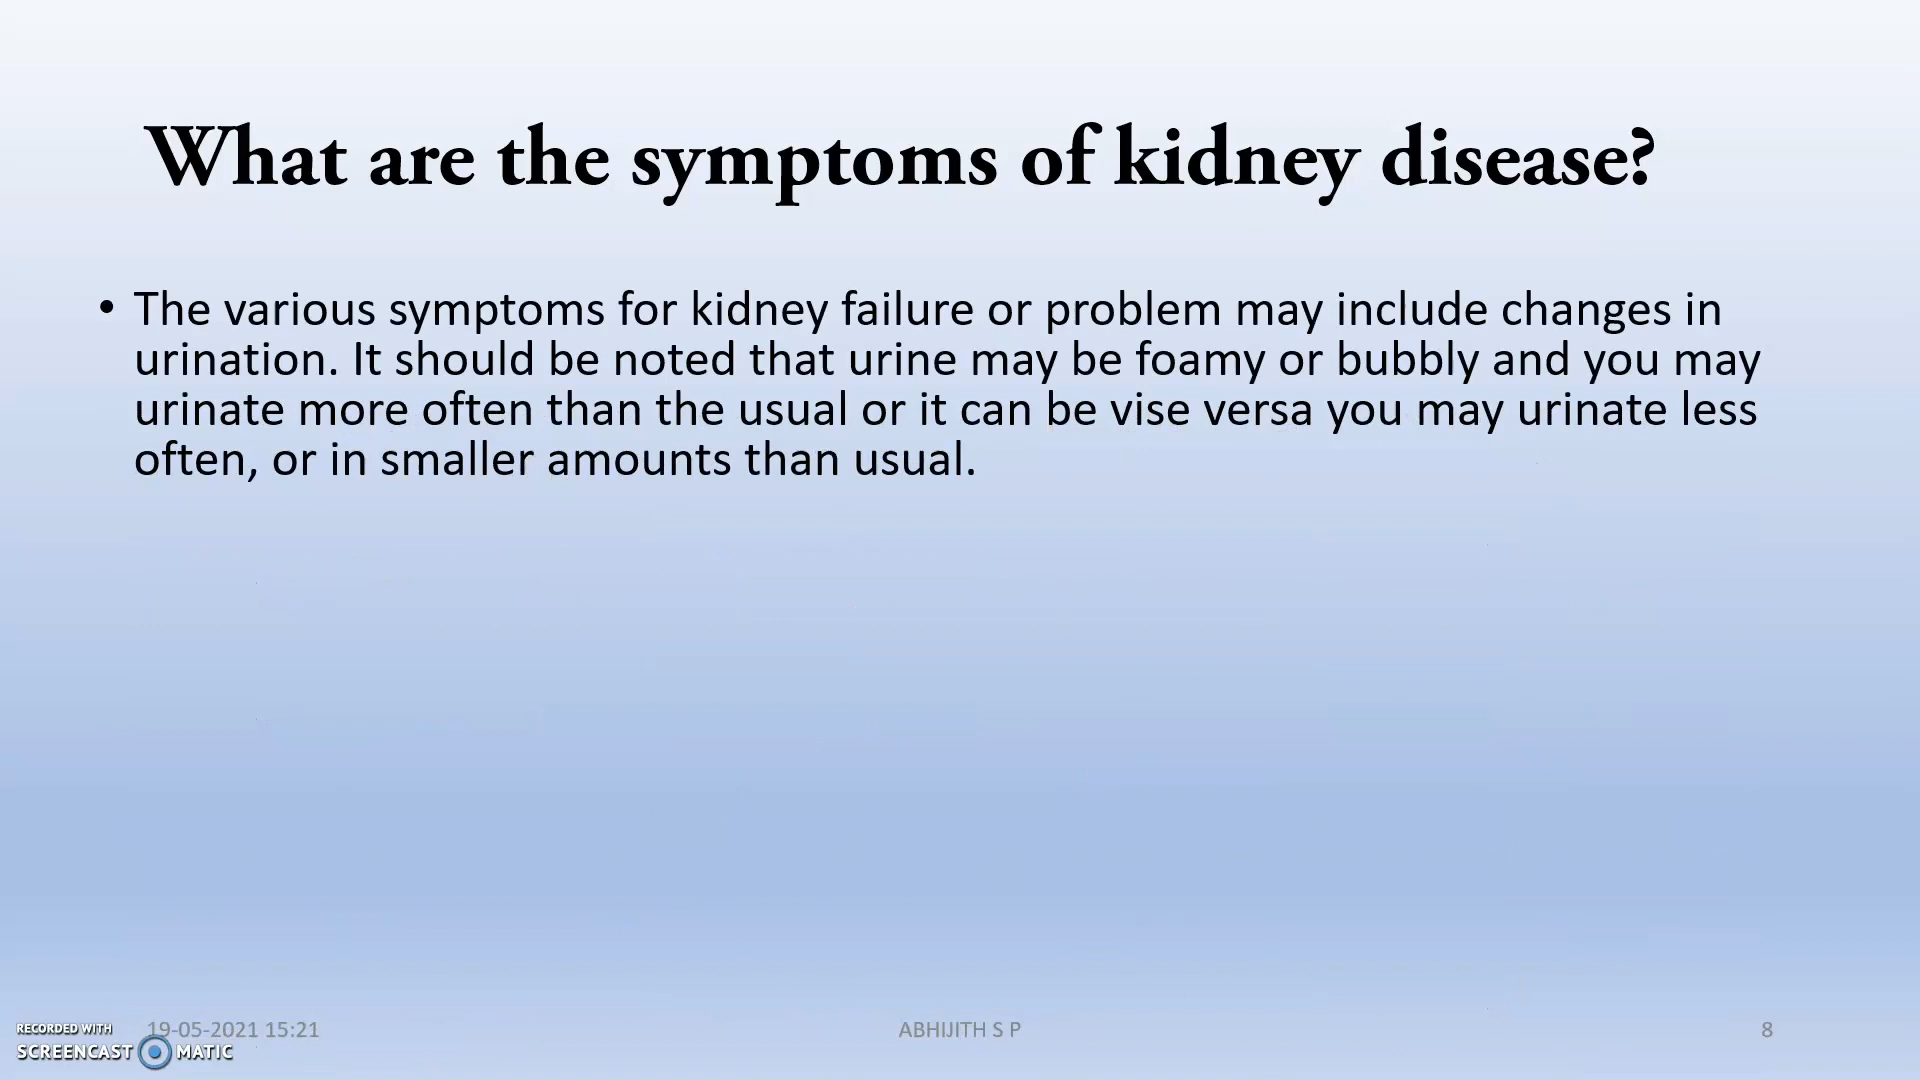 What are the symptoms of kidney disease?
• The various symptoms for kidney failure or problem may include changes in
urination. It should be noted that urine may be foamy or bubbly and you may
urinate more often than the usual or it can be vise versa you may urinate less
often, or in smaller amounts than usual.
RECORDED WITH
SCREENCAST MATIC
19-05-2021 15:21
ABHIJITH S P
8